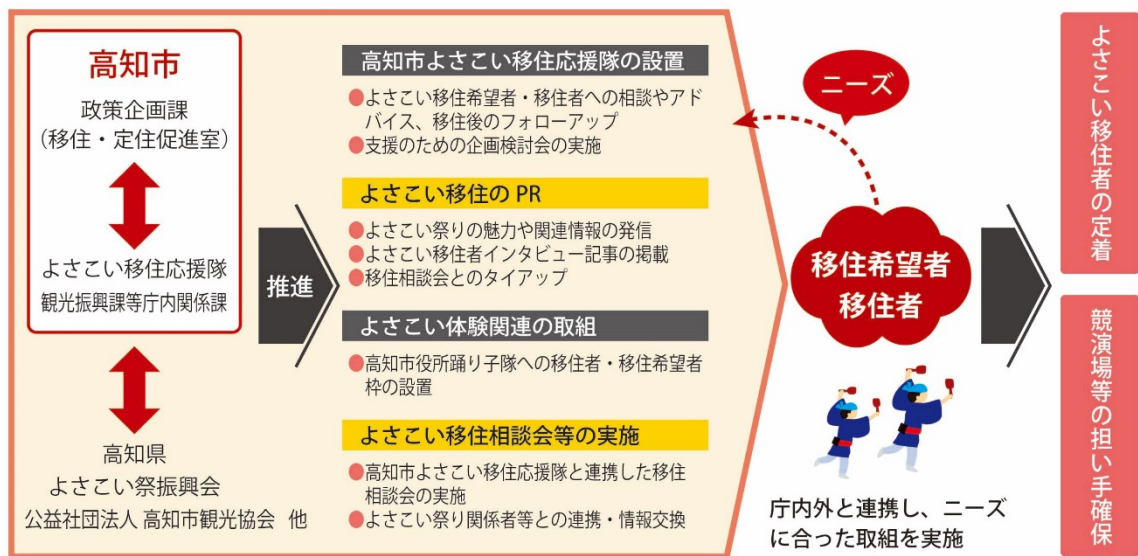 高知市
政策企画課
（移住・定住促進室）
よさこい移住応援隊
観光振興課等庁内関係課
高知県
よさこい祭振興会
公益社団法人 高知市観光協会　他
推進
高知市よさこい移住応援隊の設置
●よさこい移住希望者・移住者への相談やアド
バイス、移住後のフォローアップ
●支援のための企画検討会の実施
よさこい移住の PR
●よさこい祭りの魅力や関連情報の発信
●よさこい移住者インタビュー記事の掲載
●移住相談会とのタイアップ
よさこい体験関連の取組
●高知市役所踊り子隊への移住者・移住希望者
枠の設置
よさこい移住相談会等の実施
●高知市よさこい移住応援隊と連携した移住
相談会の実施
●よさこい祭り関係者等との連携・情報交換
ニーズ
移住希望者
移住者
庁内外と連携し、ニーズ
に合った取組を実施
よさこい移住者の定着
競演場等の担い手確保